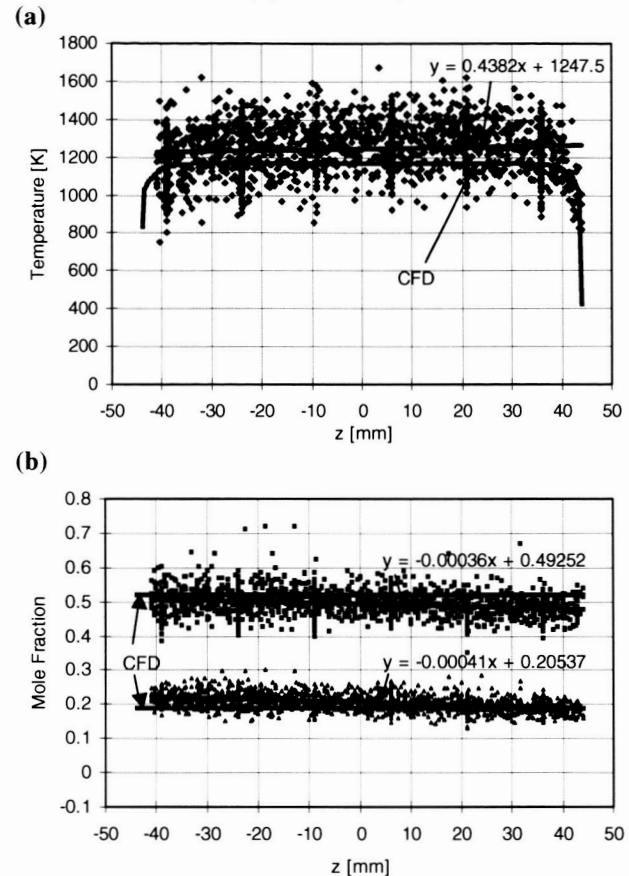 (a)
1800
1600
1400
1200
1000
800
600
400
200
0
Temperature [K]
y = 0.4382x + 1247.5
CFD
-50 -40 -30 -20 -10 0 10 20 30 40 50
z [mm]
(b)
0.8
0.7
0.6
0.5
0.4
0.3
0.2
0.1
0
-0.1
Mole Fraction
y = -0.00036x + 0.49252
CFD
y = -0.00041x + 0.20537
-50 -40 -30 -20 -10 0 10 20 30 40 50
z [mm]